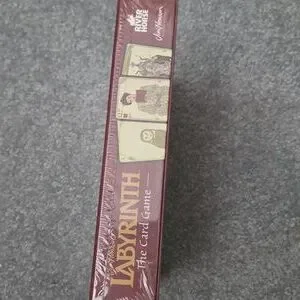 LABYRINTH
The Card Game
RIVER
HORSE
Jim Henson